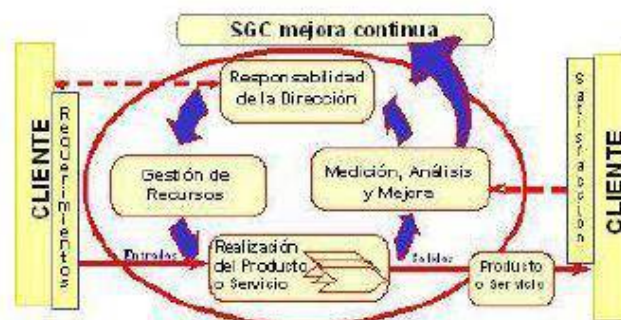 SGC mejora continua
Responsabilidad
de la Dirección
CLIENTE
Requerimientos
Gestión de
Recursos
Medición, Análisis
y Mejora
Satisfaccion
CLIENTE
Entradas
Realización
del Producto
o Servicio
Salidas
Producto
o Servicio